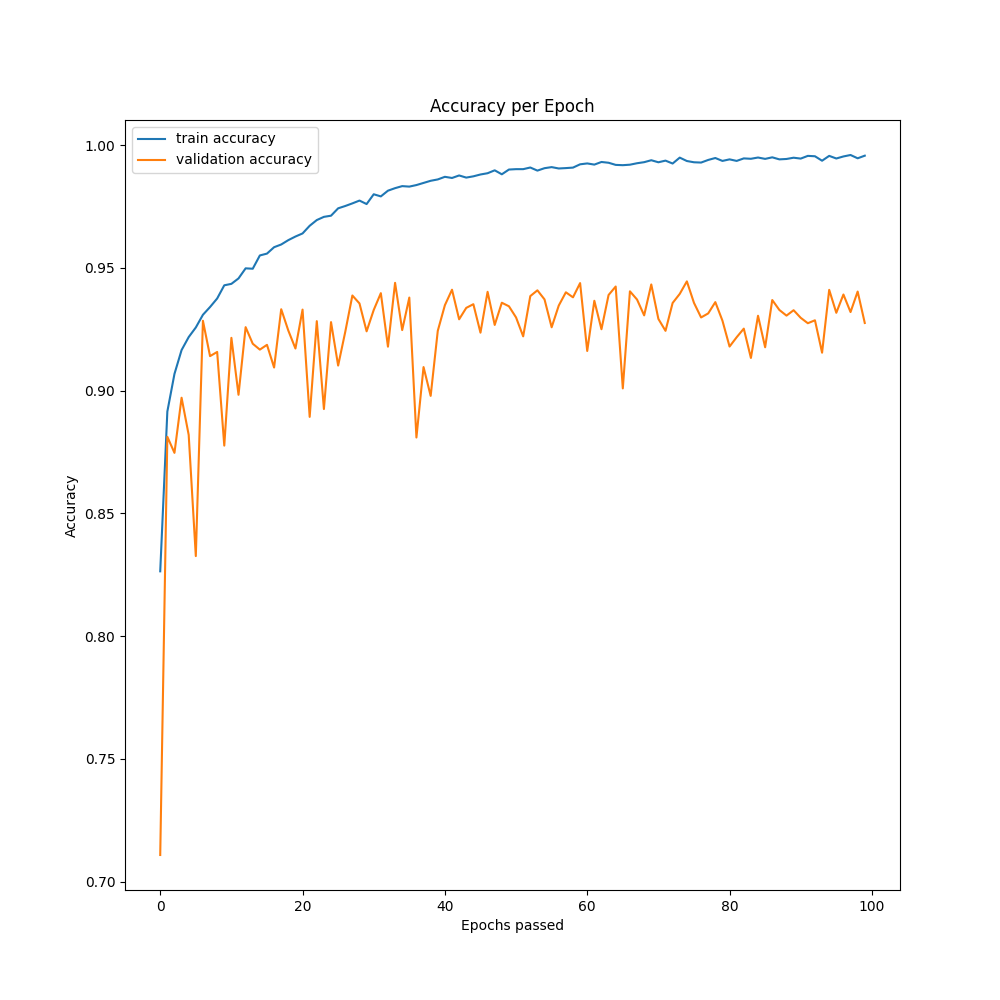 Accuracy per Epoch
train accuracy
validation accuracy
1.00
0.95
0.90
0.85
0.80
0.75
0.70
Accuracy
0 20 40 60 80 100
Epochs passed